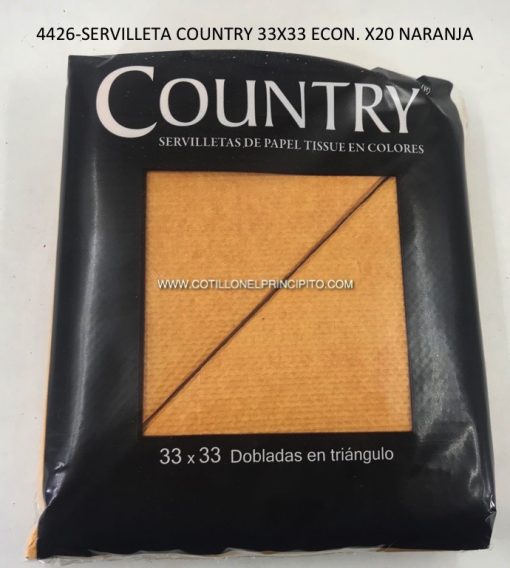 4426-SERVILLETA COUNTRY 33X33 ECON. X20 NARANJA
COUNTRY
SERVILLETAS DE PAPEL TISSUE EN COLORES
WWW.COTILLONELPRINCIPITO.COM
33 x 33 Dobladas en triángulo